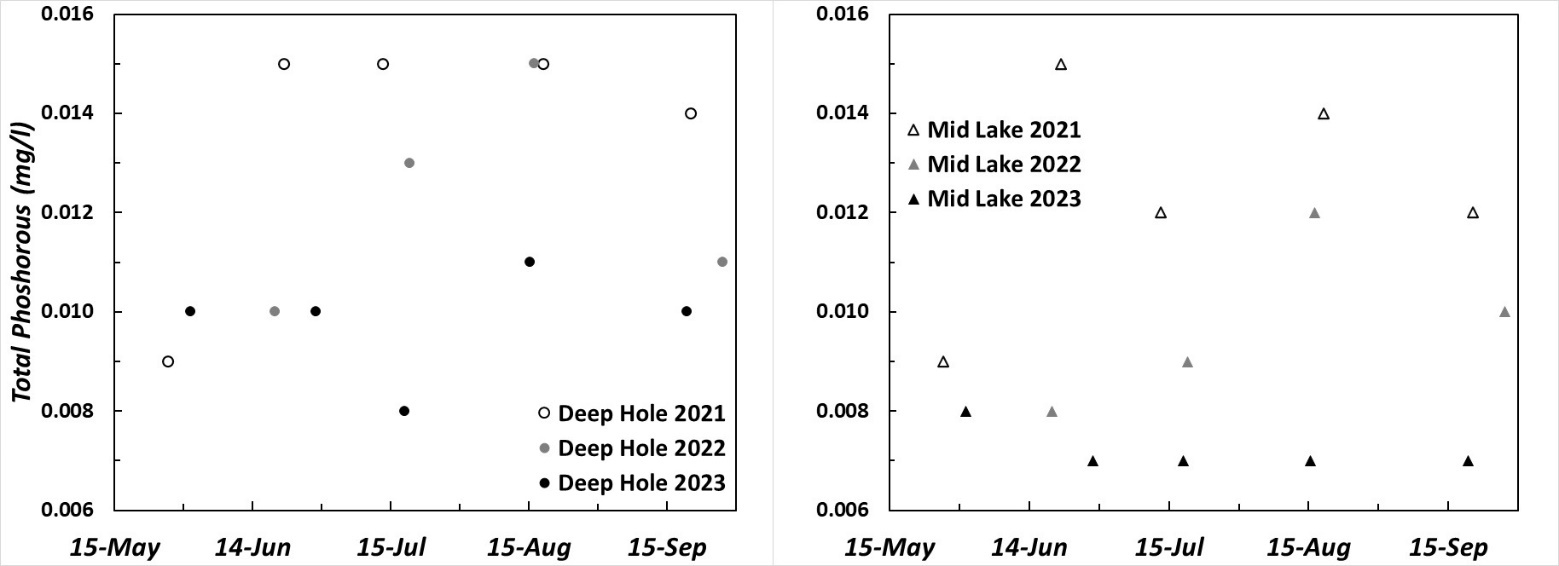 Total Phoshorous (mg/l)
0.016
0.014
0.012
0.010
0.008
0.006
15-May 14-Jun 15-Jul 15-Aug 15-Sep
Deep Hole 2021
Deep Hole 2022
Deep Hole 2023
0.016
0.014
0.012
0.010
0.008
0.006
15-May 14-Jun 15-Jul 15-Aug 15-Sep
Mid Lake 2021
Mid Lake 2022
Mid Lake 2023